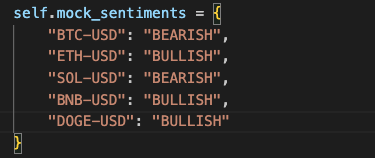 self.mock_sentiments = {
    "BTC-USD": "BEARISH",
    "ETH-USD": "BULLISH",
    "SOL-USD": "BEARISH",
    "BNB-USD": "BULLISH",
    "DOGE-USD": "BULLISH"
}